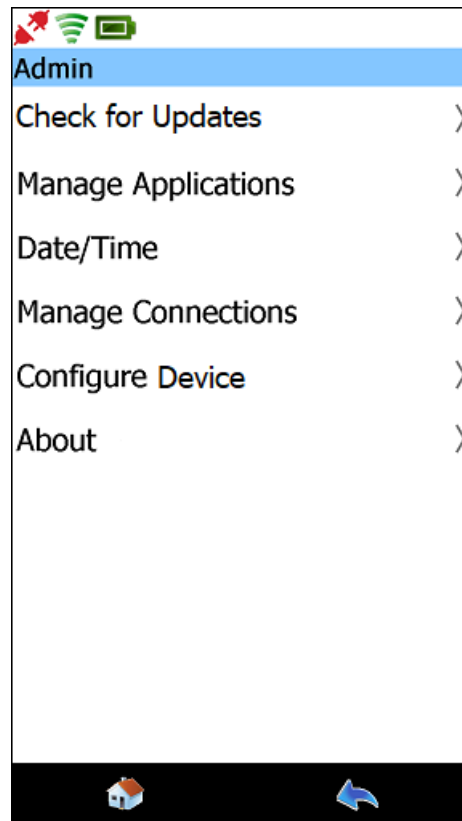 Admin
Check for Updates
Manage Applications
Date/Time
Manage Connections
Configure Device
About